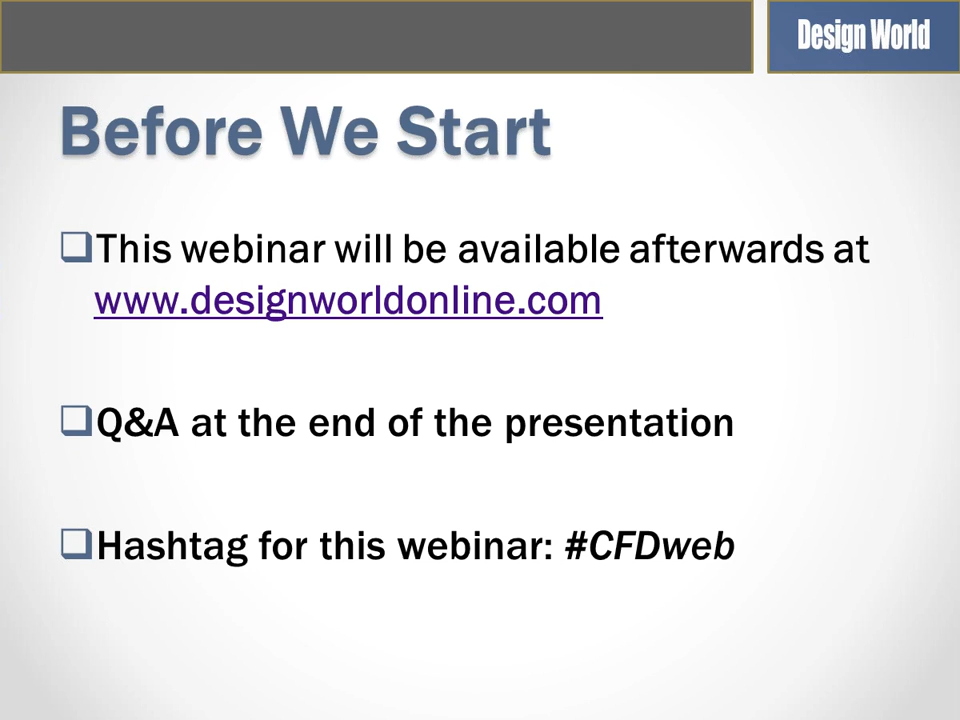 Design World
Before We Start
This webinar will be available afterwards at
www.designworldonline.com
Q&A at the end of the presentation
Hashtag for this webinar: #CFDweb